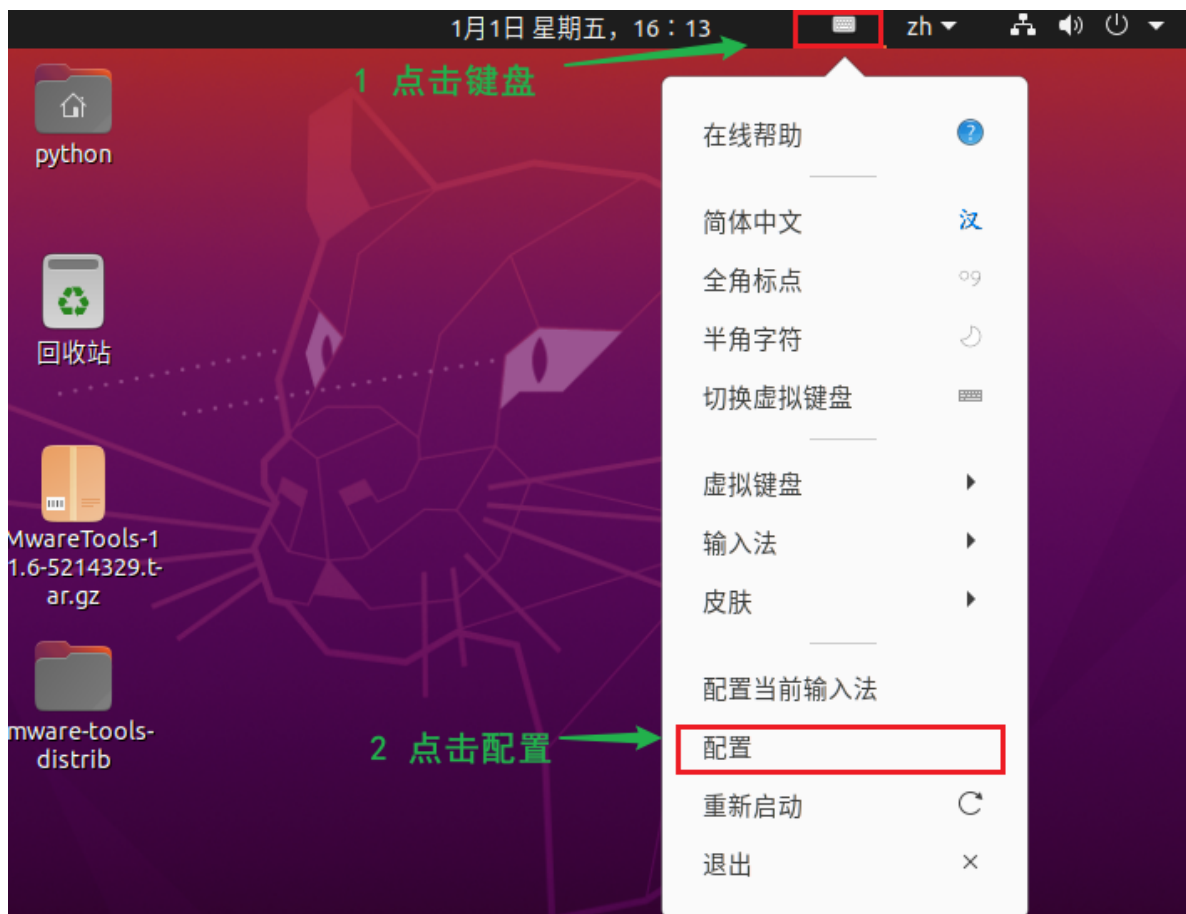 1月1日 星期五，16：13
zh
1 点击键盘
python
回收站
MwareTools-1
1.6-5214329.t-
ar.gz
mware-tools-
distrib
在线帮助
简体中文
汉
全角标点
半角字符
切换虚拟键盘
虚拟键盘
输入法
皮肤
配置当前输入法
2 点击配置
配置
重新启动
退出